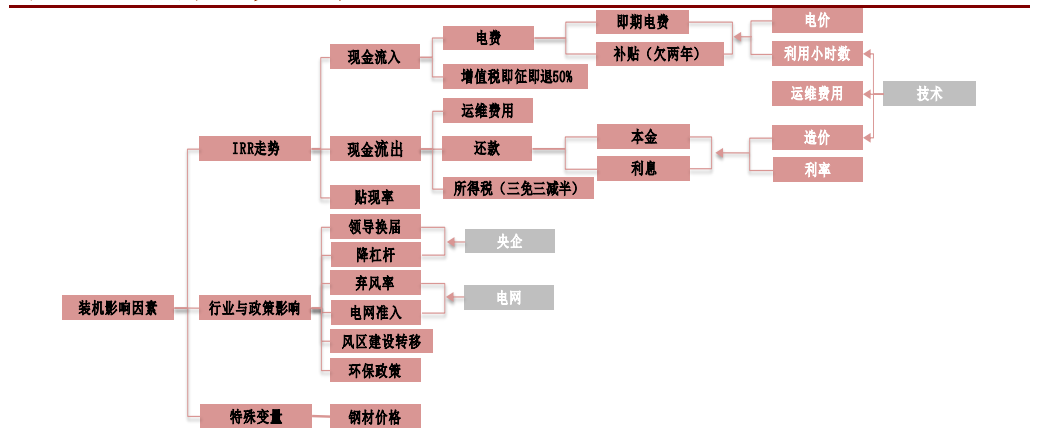 即期电费
电价
电费
现金流入
补贴（欠两年）
利用小时数
增值税即征即退50%
运维费用
技术
运维费用
IRR走势
现金流出
还款
本金
造价
利息
利率
所得税（三免三减半）
贴现率
领导换届
央企
降杠杆
弃风率
电网
装机影响因素
行业与政策影响
电网准入
风区建设转移
环保政策
特殊变量
钢材价格